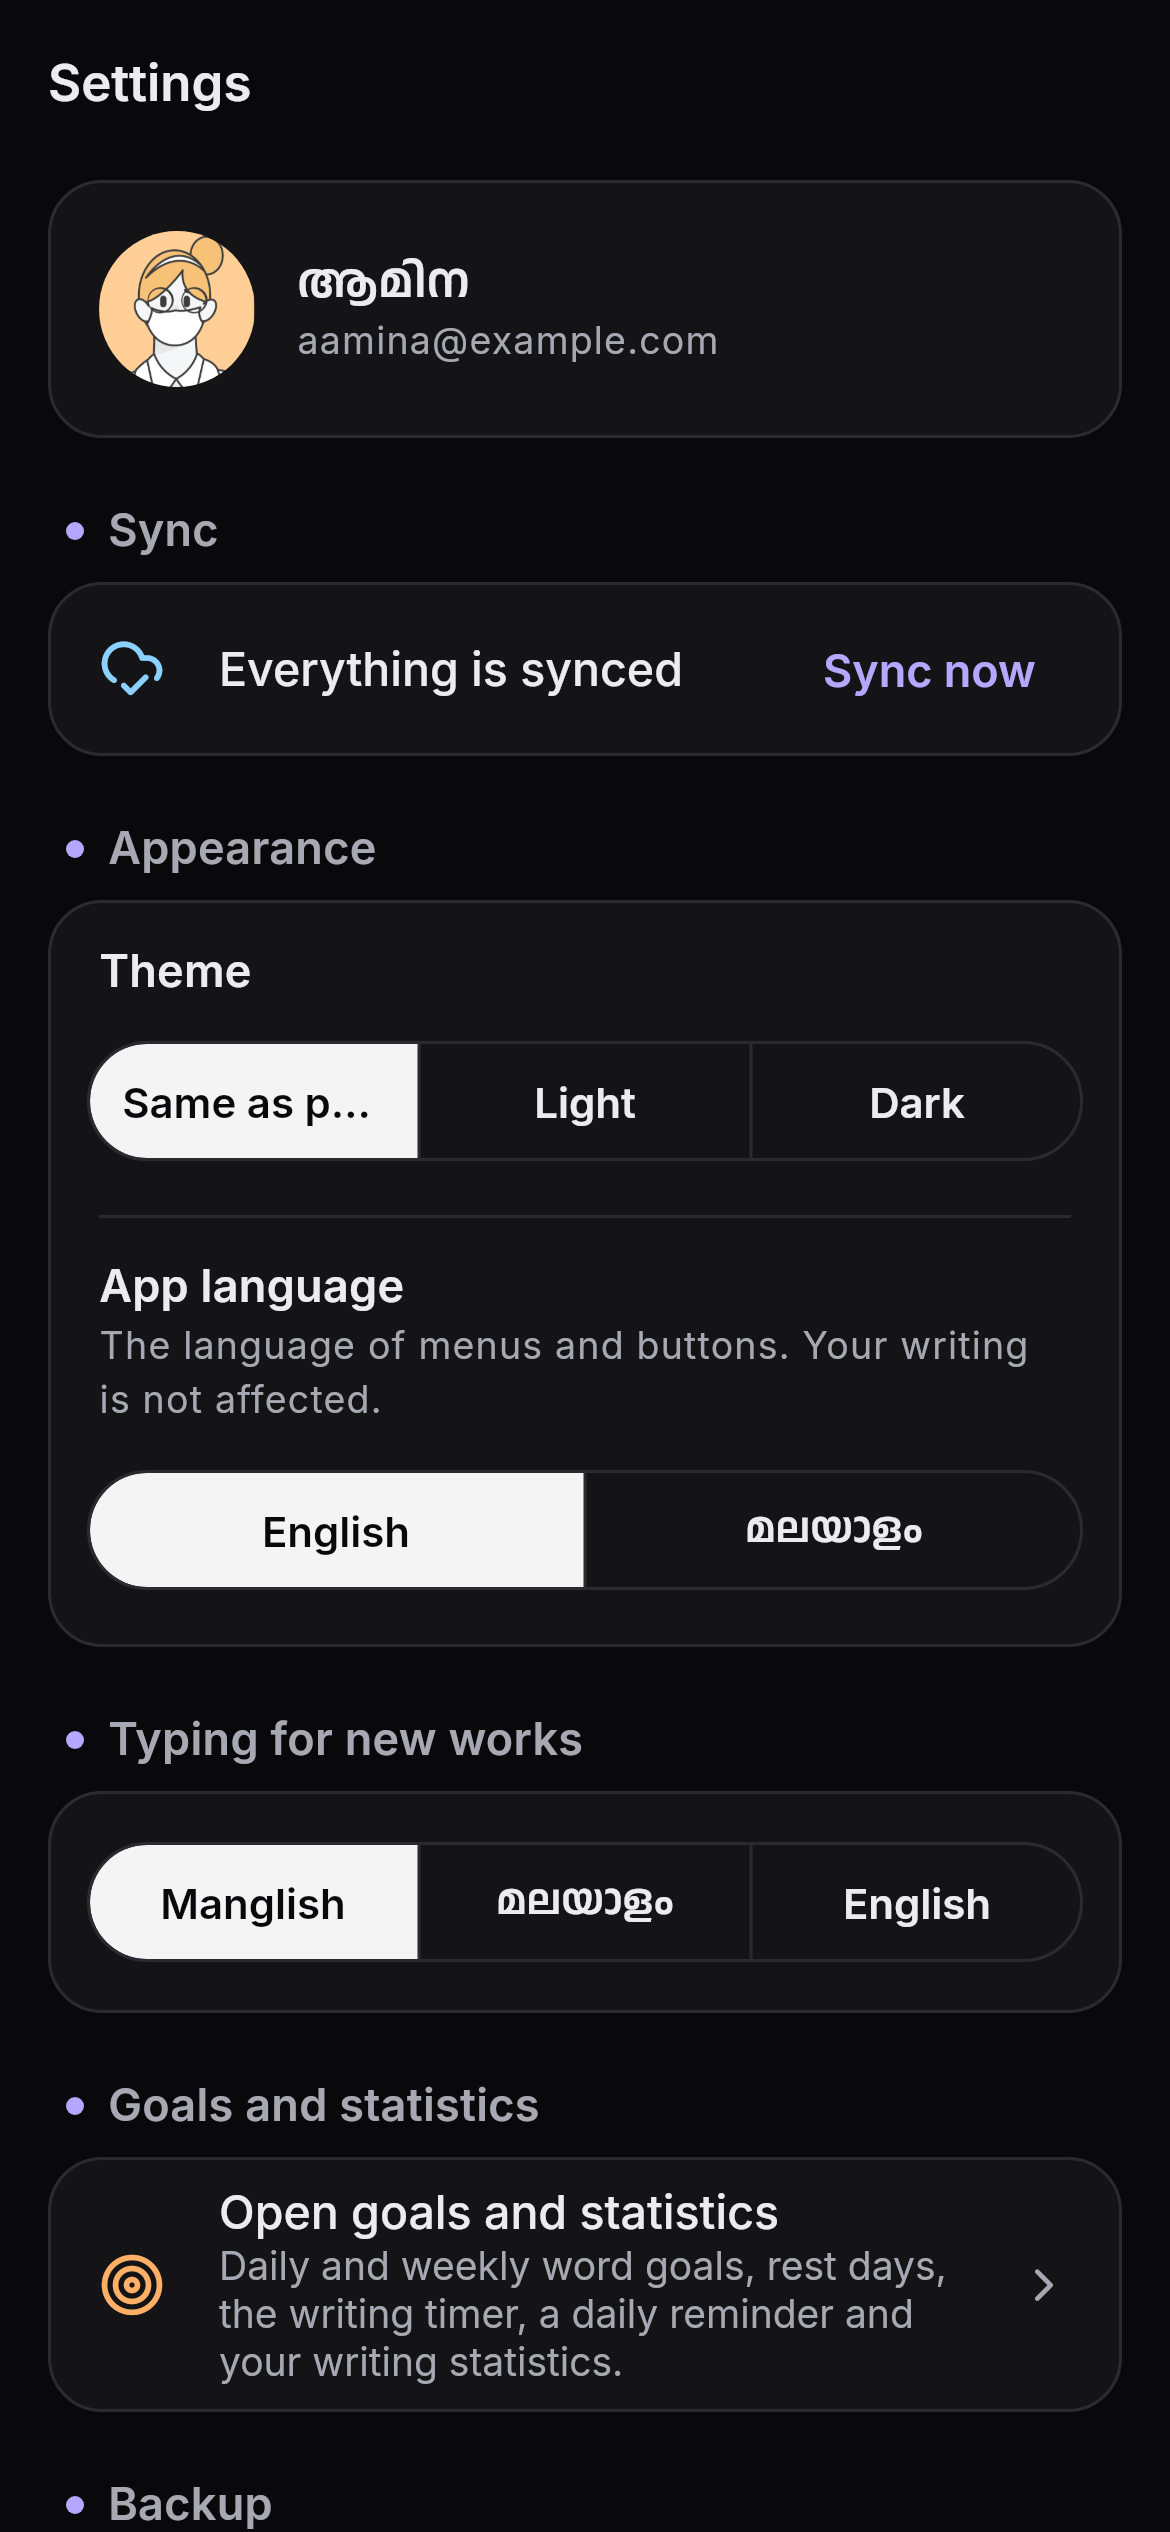 Settings
ആമിന
aamina@example.com
Sync
Everything is synced
Sync now
Appearance
Theme
Same as p...
Light
Dark
App language
The language of menus and buttons. Your writing
is not affected.
English
മലയാളം
Typing for new works
Manglish
മലയാളം
English
Goals and statistics
Open goals and statistics
Daily and weekly word goals, rest days,
the writing timer, a daily reminder and
your writing statistics.
Backup